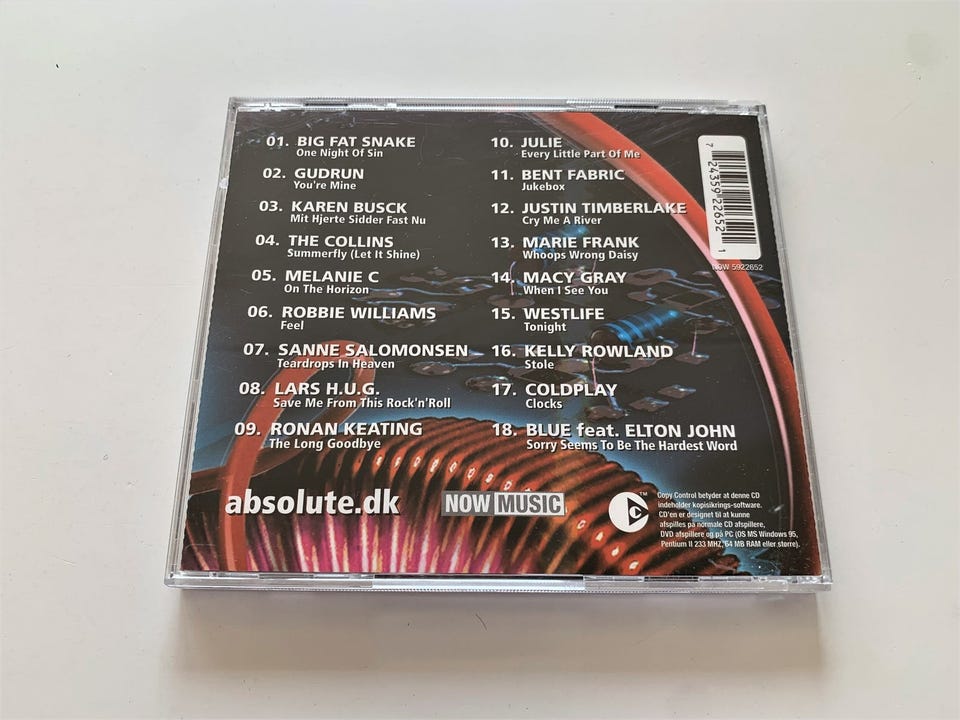 01. BIG FAT SNAKE
One Night Of Sin
02. GUDRUN
You're Mine
03. KAREN BUSCK
Mit Hjerte Sidder Fast Nu
04. THE COLLINS
Summerfly (Let It Shine)
05. MELANIE C
On The Horizon
06. ROBBIE WILLIAMS
Feel
07. SANNE SALOMONSEN
Teardrops In Heaven
08. LARS H.U.G.
Save Me From This Rock'n'Roll
09. RONAN KEATING
The Long Goodbye
10. JULIE
Every Little Part Of Me
11. BENT FABRIC
Jukebox
12. JUSTIN TIMBERLAKE
Cry Me A River
13. MARIE FRANK
Whoops Wrong Daisy
14. MACY GRAY
When I See You
15. WESTLIFE
Tonight
16. KELLY ROWLAND
Stole
17. COLDPLAY
Clocks
18. BLUE feat. ELTON JOHN
Sorry Seems To Be The Hardest Word
7 24359 22652 1
NOW 5922652
absolute.dk
NOW MUSIC
TM
Copy Control betyder at denne CD
indeholder kopisikrings-software.
CD'en er designet til at kunne
afspilles på normale CD afspillere,
DVD afspillere og på PC (OS MS Windows 95,
Pentium II 233 MHZ, 64 MB RAM eller større).